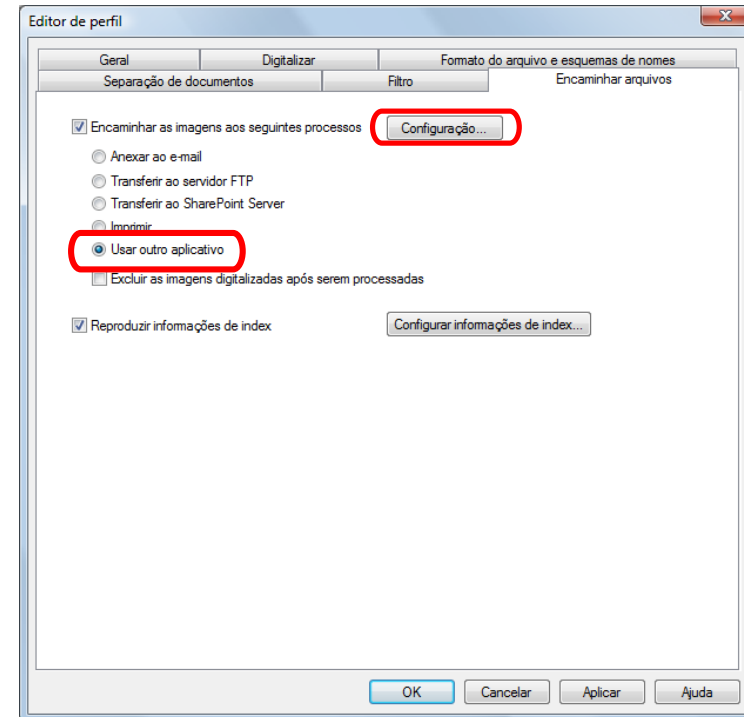 Editor de perfil
Geral Digitalizar Formato do arquivo e esquemas de nomes
Separação de documentos Filtro Encaminhar arquivos
Encaminhar as imagens aos seguintes processos Configuração...
Anexar ao e-mail
Transferir ao servidor FTP
Transferir ao SharePoint Server
Imprimir
Usar outro aplicativo
Excluir as imagens digitalizadas após serem processadas
Reproduzir informações de index Configurar informações de index...
OK Cancelar Aplicar Ajuda